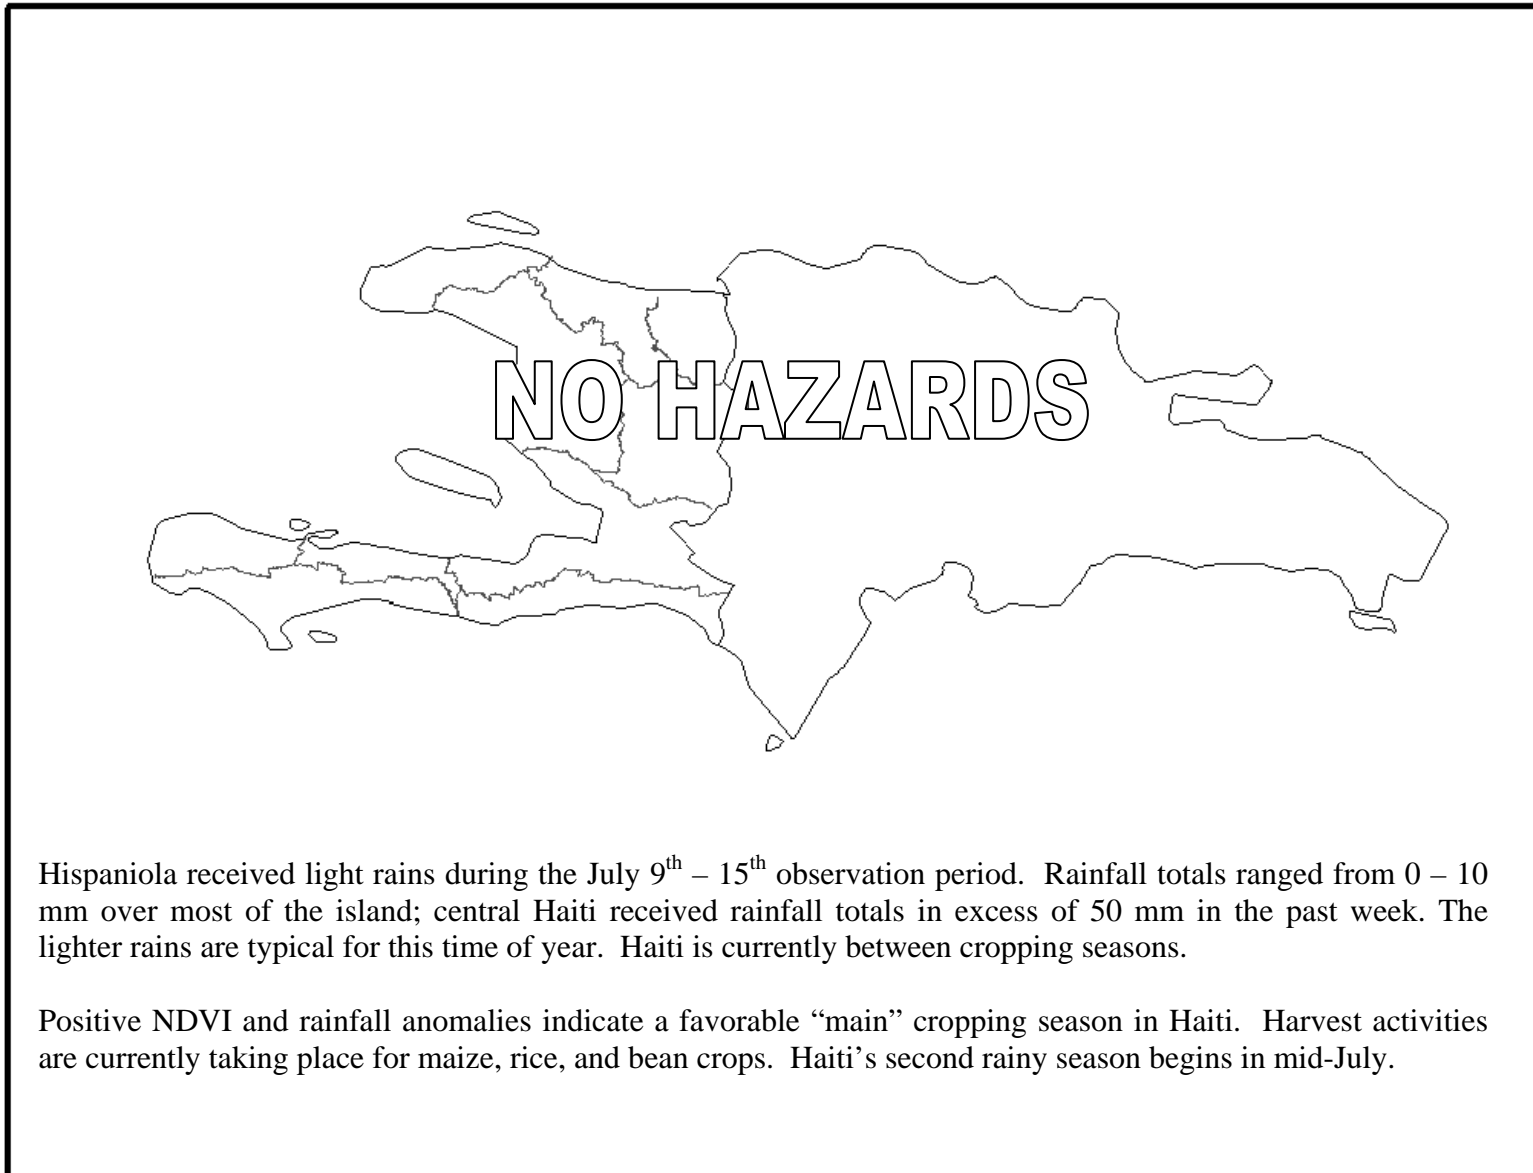 NO HAZARDS
Hispaniola received light rains during the July 9th – 15th observation period. Rainfall totals ranged from 0 – 10
mm over most of the island; central Haiti received rainfall totals in excess of 50 mm in the past week. The
lighter rains are typical for this time of year. Haiti is currently between cropping seasons.
Positive NDVI and rainfall anomalies indicate a favorable “main” cropping season in Haiti. Harvest activities
are currently taking place for maize, rice, and bean crops. Haiti’s second rainy season begins in mid-July.